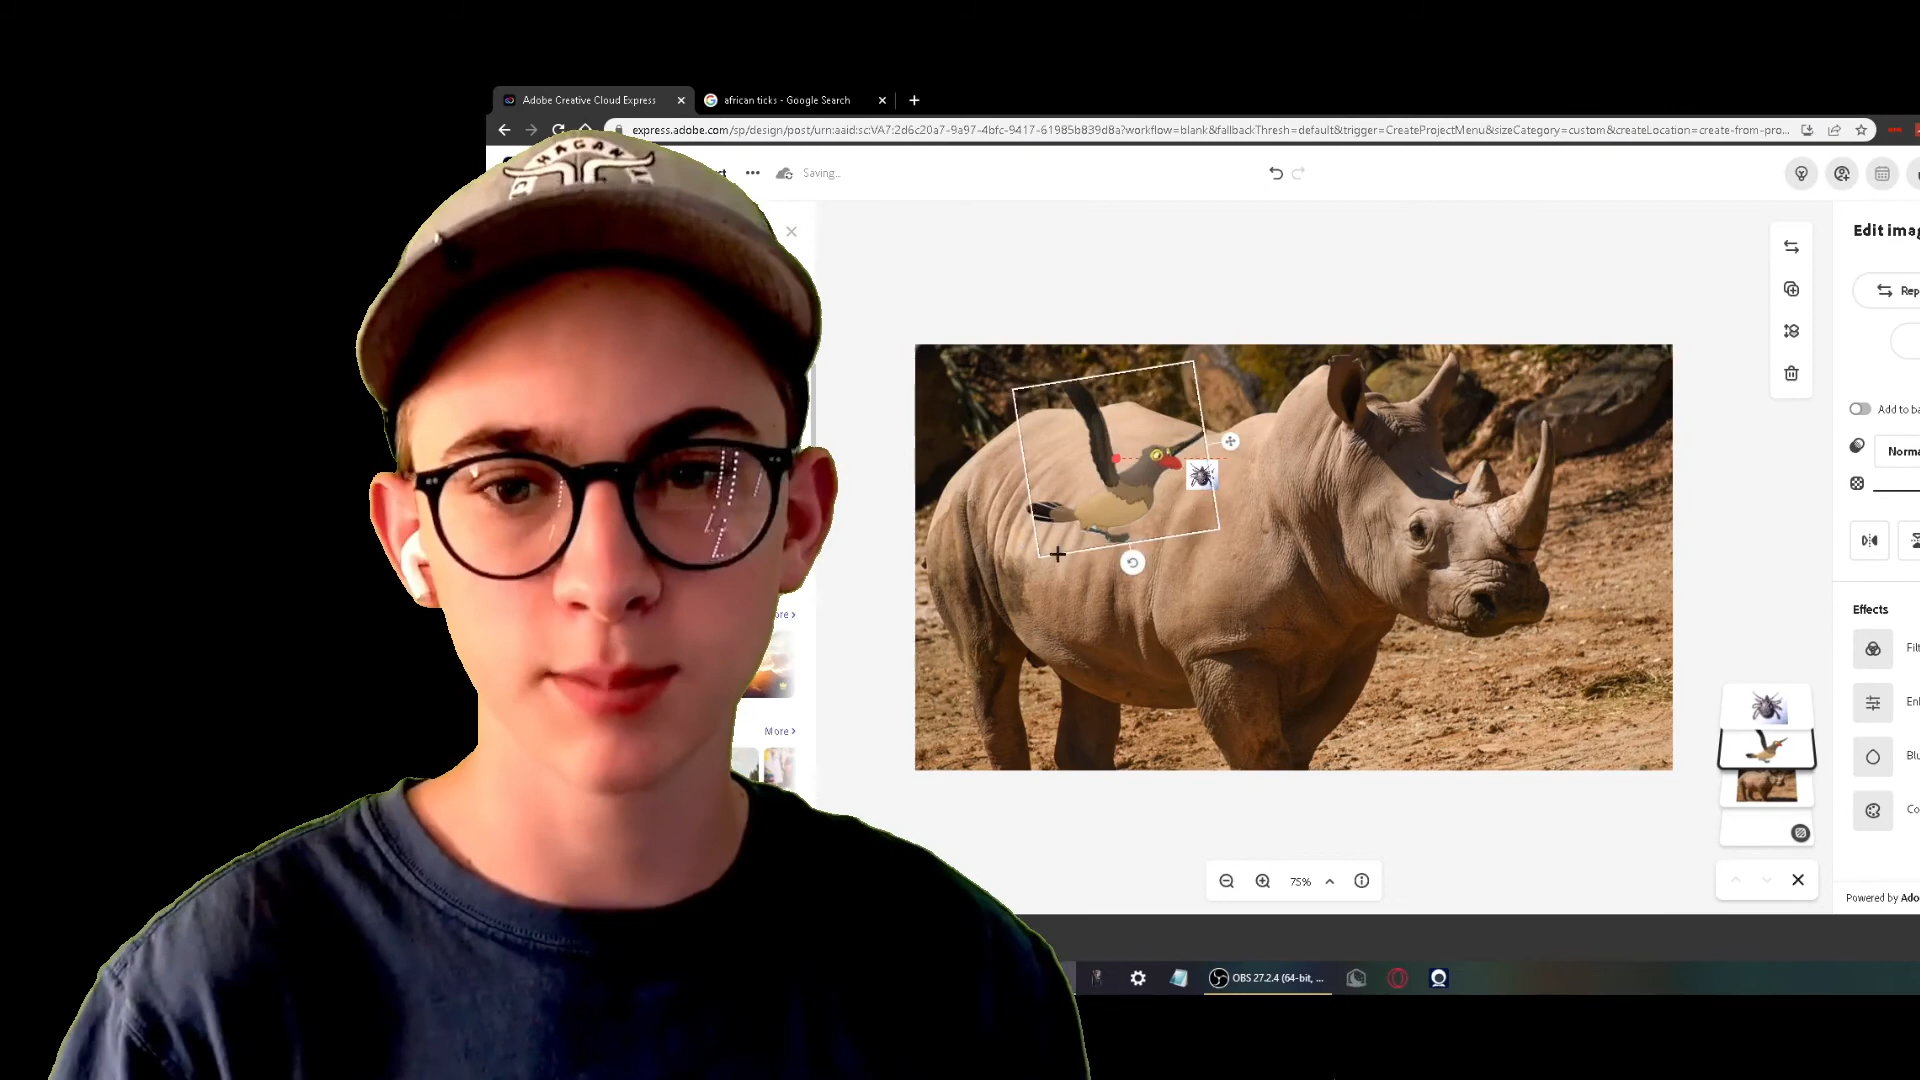 Adobe Creative Cloud Express
african ticks - Google Search
express.adobe.com/sp/design/post/urn:aaid:sc:VA7:2d6c20a7-9a97-4bfc-9417-61985b839d8a?workflow=blank&fallbackThresh=default&trigger=CreateProjectMenu&sizeCategory=custom&createLocation=create-from-pro...
HAGAN
Saving...
Edit imag
Rep
Add to ba
Norma
ore >
Effects
Filt
Enl
More >
Blu
Co
75%
Powered by Ado
OBS 27.2.4 (64-bit, ...